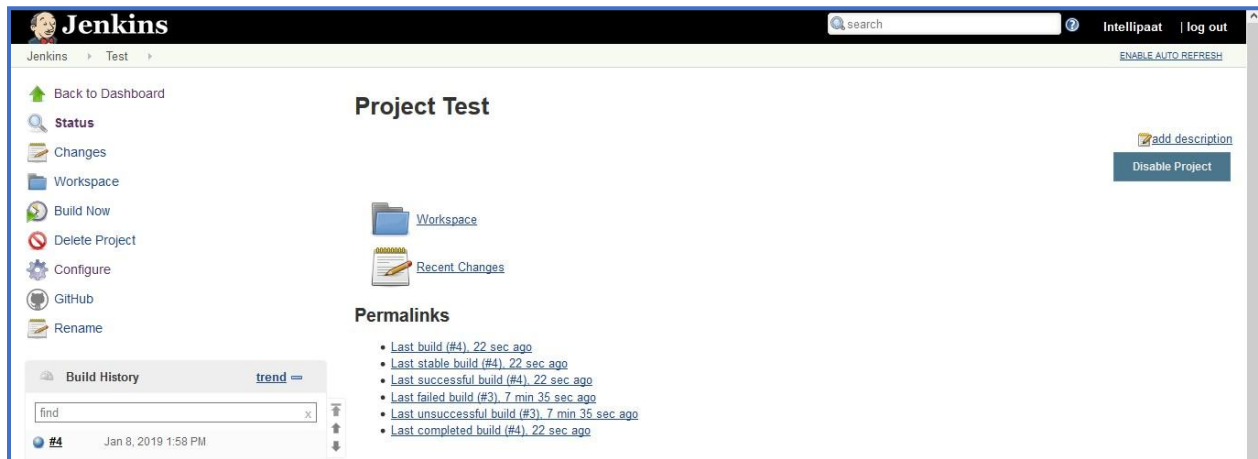 Jenkins
search
Intellipaat | log out
Jenkins Test
ENABLE AUTO REFRESH
Back to Dashboard
Status
Changes
Workspace
Build Now
Delete Project
Configure
GitHub
Rename
Project Test
add description
Disable Project
Workspace
Recent Changes
Permalinks
Last build (#4), 22 sec ago
Last stable build (#4), 22 sec ago
Last successful build (#4), 22 sec ago
Last failed build (#3), 7 min 35 sec ago
Last unsuccessful build (#3), 7 min 35 sec ago
Last completed build (#4), 22 sec ago
Build History trend
find x
#4 Jan 8, 2019 1:58 PM